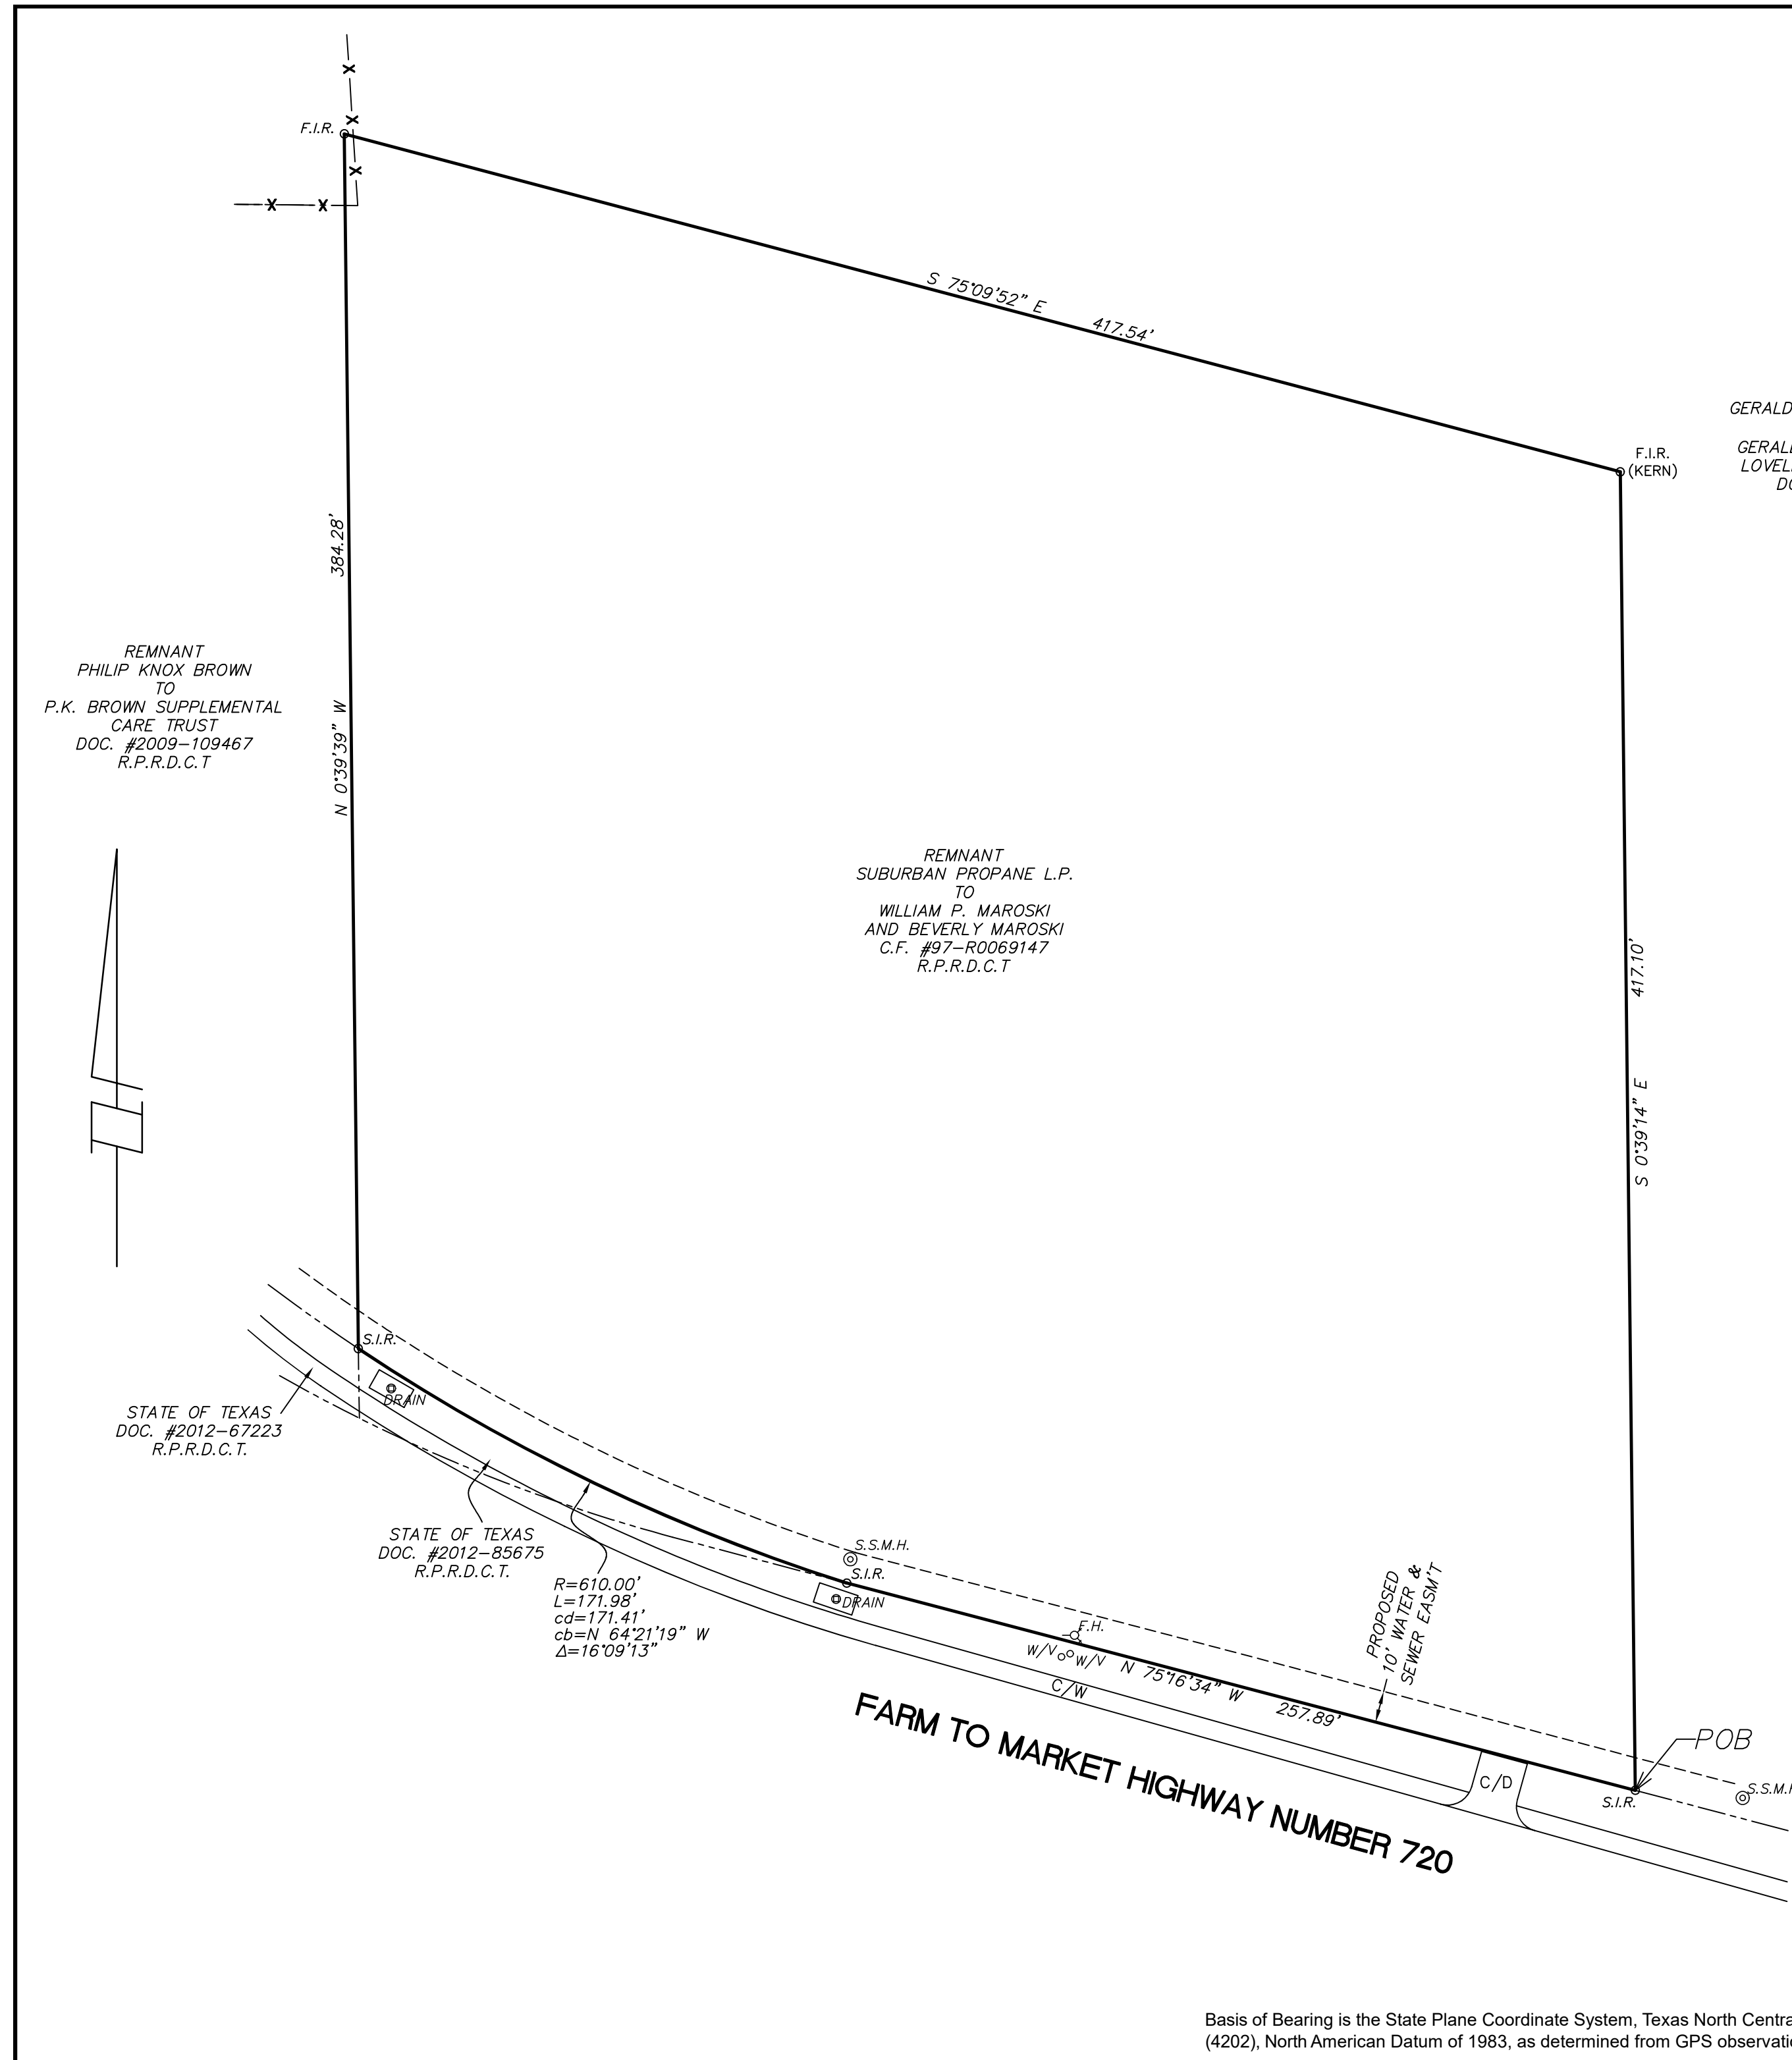 F.I.R.
S 75°09'52" E 417.54'
GERALD
GERAL
LOVEL
DO
F.I.R.
(KERN)
384.28'
N 0°39'39" W
REMNANT
PHILIP KNOX BROWN
TO
P.K. BROWN SUPPLEMENTAL
CARE TRUST
DOC. #2009-109467
R.P.R.D.C.T
REMNANT
SUBURBAN PROPANE L.P.
TO
WILLIAM P. MAROSKI
AND BEVERLY MAROSKI
C.F. #97-R0069147
R.P.R.D.C.T
417.10'
S 0°39'14" E
S.I.R.
DRAIN
STATE OF TEXAS
DOC. #2012-67223
R.P.R.D.C.T.
STATE OF TEXAS
DOC. #2012-85675
R.P.R.D.C.T.
R=610.00'
L=171.98'
cd=171.41'
cb=N 64°21'19" W
Δ=16°09'13"
S.S.M.H.
S.I.R.
DRAIN
F.H.
W/V W/V
N 75°16'34" W 257.89'
C/W
PROPOSED
10' WATER &
SEWER EASM'T
POB
C/D
S.I.R.
S.S.M.H
FARM TO MARKET HIGHWAY NUMBER 720
Basis of Bearing is the State Plane Coordinate System, Texas North Centra
(4202), North American Datum of 1983, as determined from GPS observati